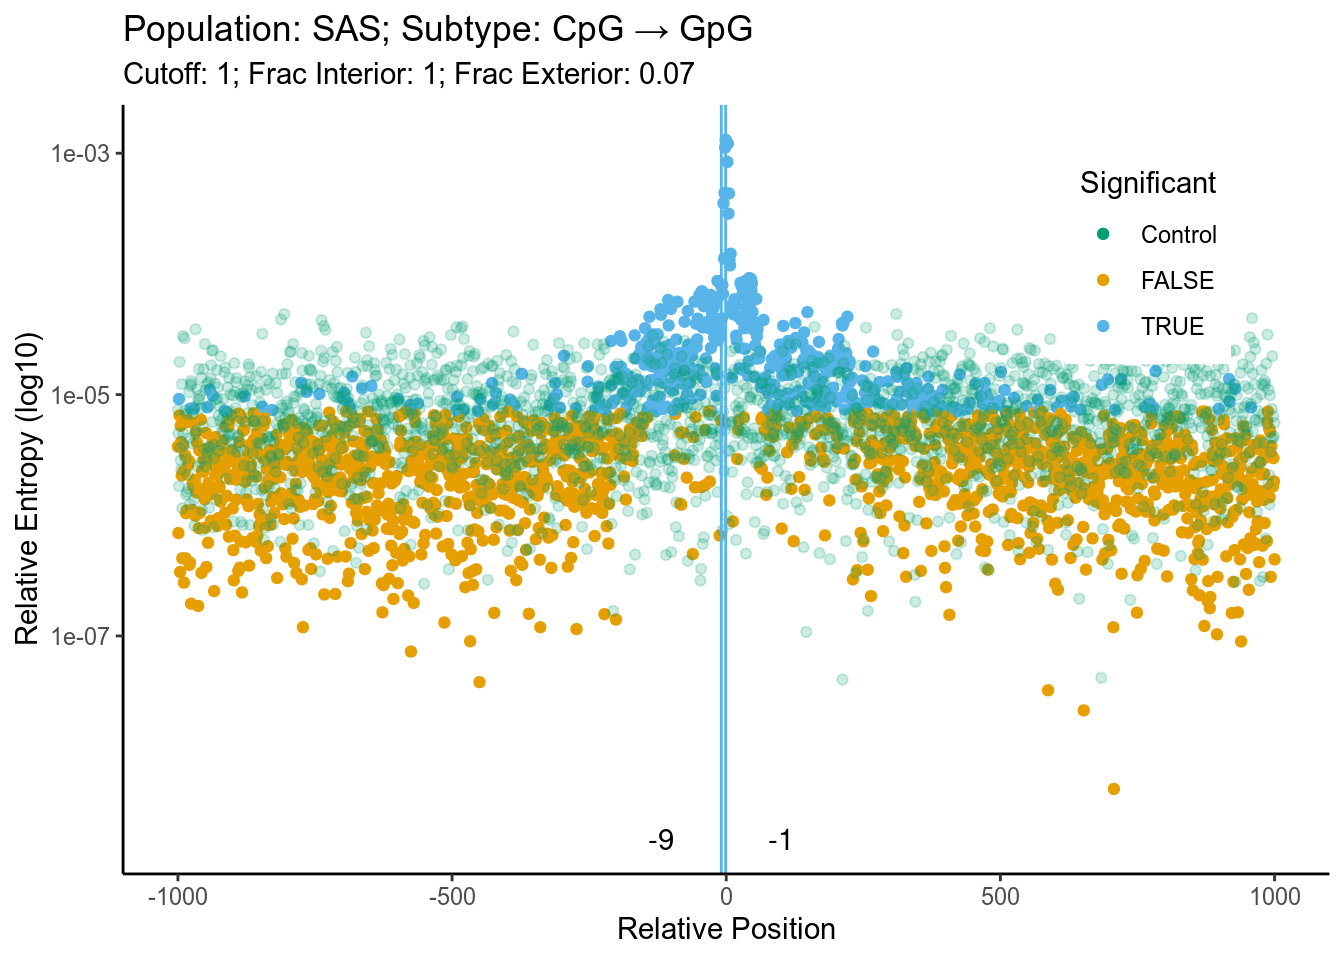 Population: SAS; Subtype: CpG → GpG
Cutoff: 1; Frac Interior: 1; Frac Exterior: 0.07
Relative Entropy (log10)
1e-03
1e-05
1e-07
Significant
Control
FALSE
TRUE
-9
-1
-1000
-500
0
500
1000
Relative Position